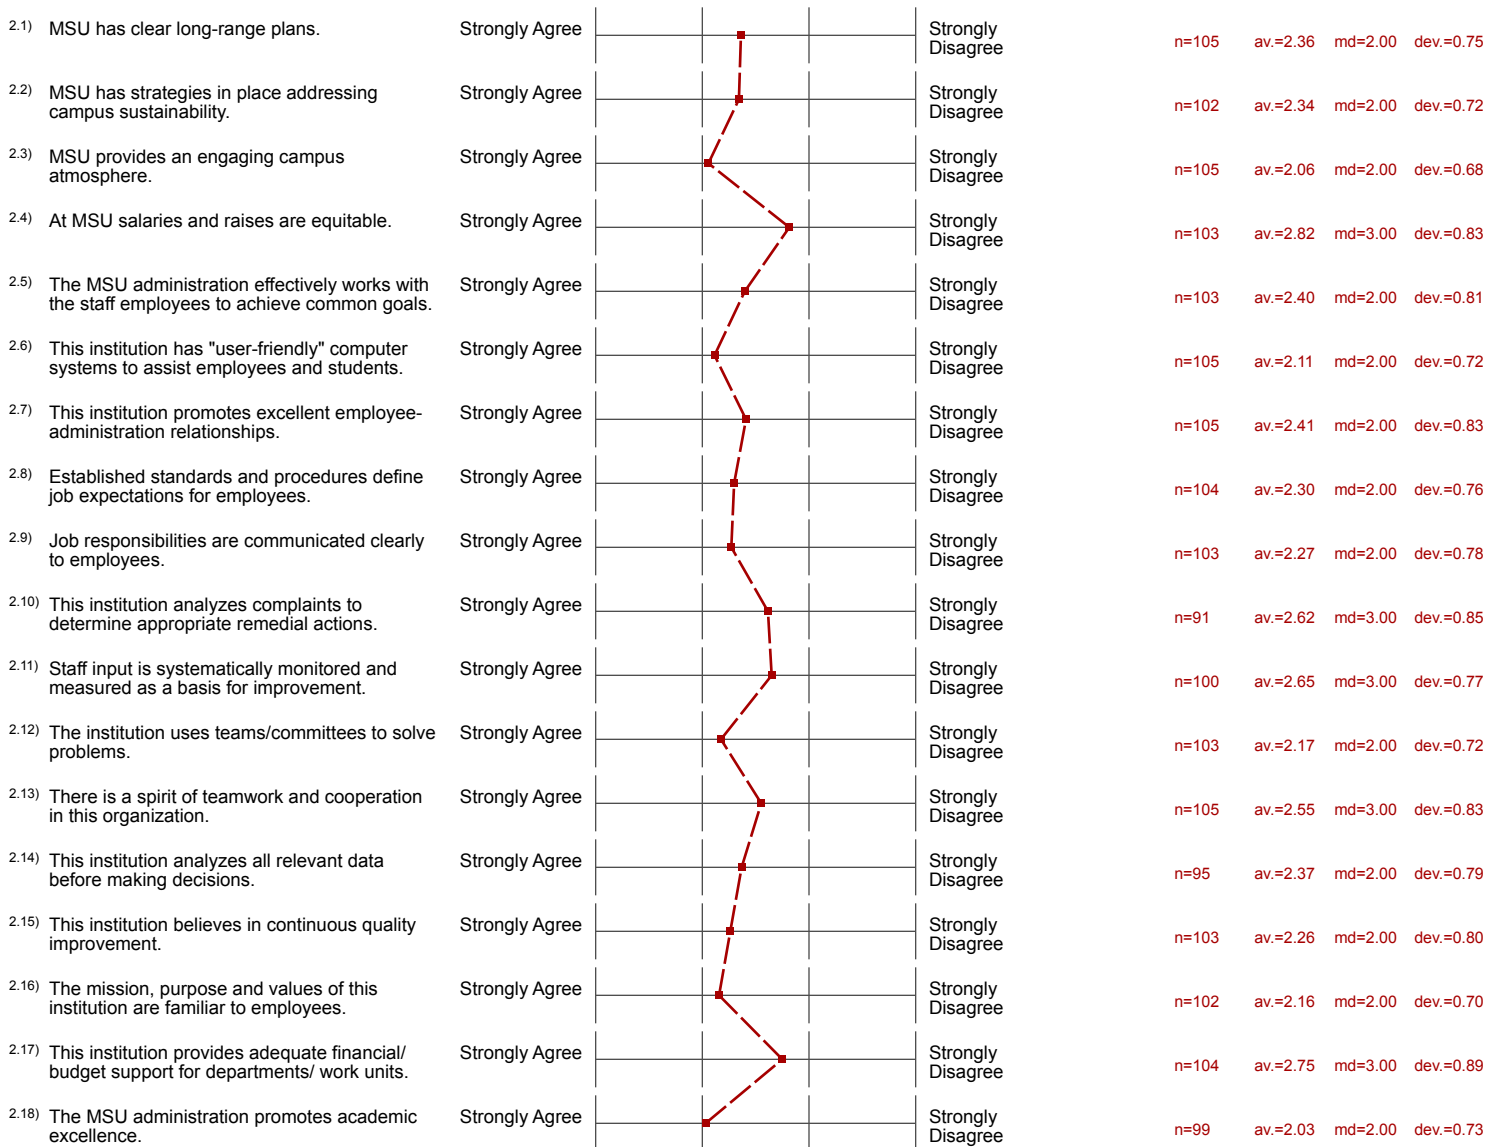 2.1) MSU has clear long-range plans. Strongly Agree Strongly
Disagree n=105 av.=2.36 md=2.00 dev.=0.75
2.2) MSU has strategies in place addressing Strongly Agree Strongly
campus sustainability. Disagree n=102 av.=2.34 md=2.00 dev.=0.72
2.3) MSU provides an engaging campus Strongly Agree Strongly
atmosphere. Disagree n=105 av.=2.06 md=2.00 dev.=0.68
2.4) At MSU salaries and raises are equitable. Strongly Agree Strongly
Disagree n=103 av.=2.82 md=3.00 dev.=0.83
2.5) The MSU administration effectively works with Strongly Agree Strongly
the staff employees to achieve common goals. Disagree n=103 av.=2.40 md=2.00 dev.=0.81
2.6) This institution has "user-friendly" computer Strongly Agree Strongly
systems to assist employees and students. Disagree n=105 av.=2.11 md=2.00 dev.=0.72
2.7) This institution promotes excellent employee- Strongly Agree Strongly
administration relationships. Disagree n=105 av.=2.41 md=2.00 dev.=0.83
2.8) Established standards and procedures define Strongly Agree Strongly
job expectations for employees. Disagree n=104 av.=2.30 md=2.00 dev.=0.76
2.9) Job responsibilities are communicated clearly Strongly Agree Strongly
to employees. Disagree n=103 av.=2.27 md=2.00 dev.=0.78
2.10) This institution analyzes complaints to Strongly Agree Strongly
determine appropriate remedial actions. Disagree n=91 av.=2.62 md=3.00 dev.=0.85
2.11) Staff input is systematically monitored and Strongly Agree Strongly
measured as a basis for improvement. Disagree n=100 av.=2.65 md=3.00 dev.=0.77
2.12) The institution uses teams/committees to solve Strongly Agree Strongly
problems. Disagree n=103 av.=2.17 md=2.00 dev.=0.72
2.13) There is a spirit of teamwork and cooperation Strongly Agree Strongly
in this organization. Disagree n=105 av.=2.55 md=3.00 dev.=0.83
2.14) This institution analyzes all relevant data Strongly Agree Strongly
before making decisions. Disagree n=95 av.=2.37 md=2.00 dev.=0.79
2.15) This institution believes in continuous quality Strongly Agree Strongly
improvement. Disagree n=103 av.=2.26 md=2.00 dev.=0.80
2.16) The mission, purpose and values of this Strongly Agree Strongly
institution are familiar to employees. Disagree n=102 av.=2.16 md=2.00 dev.=0.70
2.17) This institution provides adequate financial/ Strongly Agree Strongly
budget support for departments/ work units. Disagree n=104 av.=2.75 md=3.00 dev.=0.89
2.18) The MSU administration promotes academic Strongly Agree Strongly
excellence. Disagree n=99 av.=2.03 md=2.00 dev.=0.73